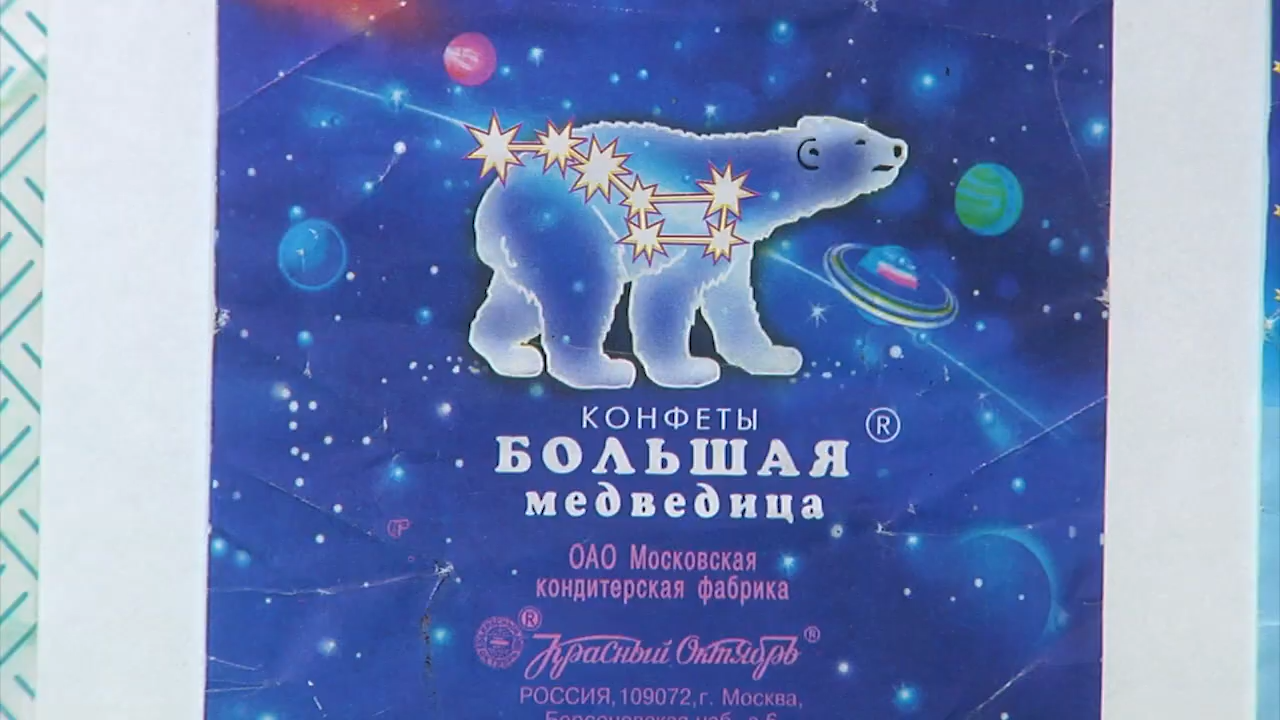 КОНФЕТЫ
®
БОЛЬШАЯ
медведица
ОАО Московская
кондитерская фабрика
®
Красный Октябрь ®
РОССИЯ, 109072, г. Москва,